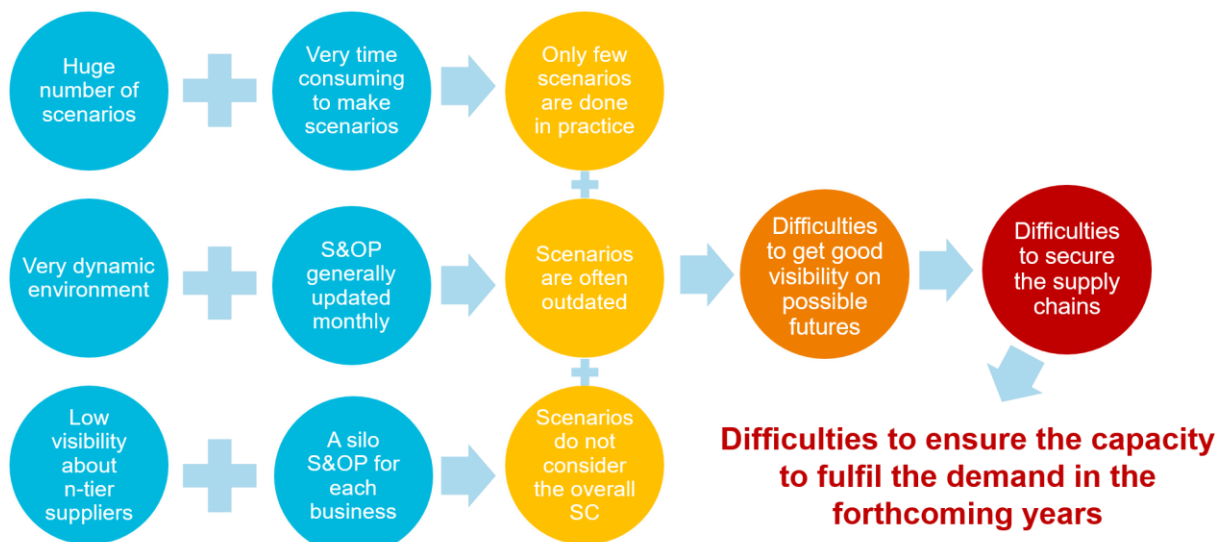 Huge
number of
scenarios
Very time
consuming
to make
scenarios
Only few
scenarios
are done
in practice
Very dynamic
environment
S&OP
generally
updated
monthly
Scenarios
are often
outdated
Difficulties
to get good
visibility on
possible
futures
Difficulties
to secure
the supply
chains
Low
visibility
about
n-tier
suppliers
A silo
S&OP for
each
business
Scenarios
do not
consider
the overall
SC
Difficulties to ensure the capacity
to fulfil the demand in the
forthcoming years